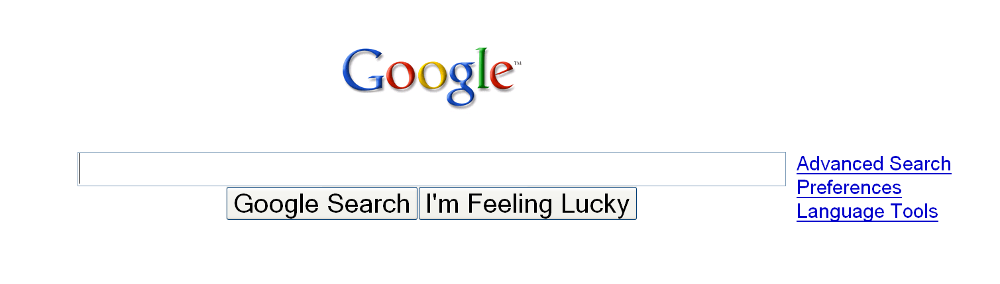 Google™
Advanced Search
Google Search I'm Feeling Lucky
Preferences
Language Tools